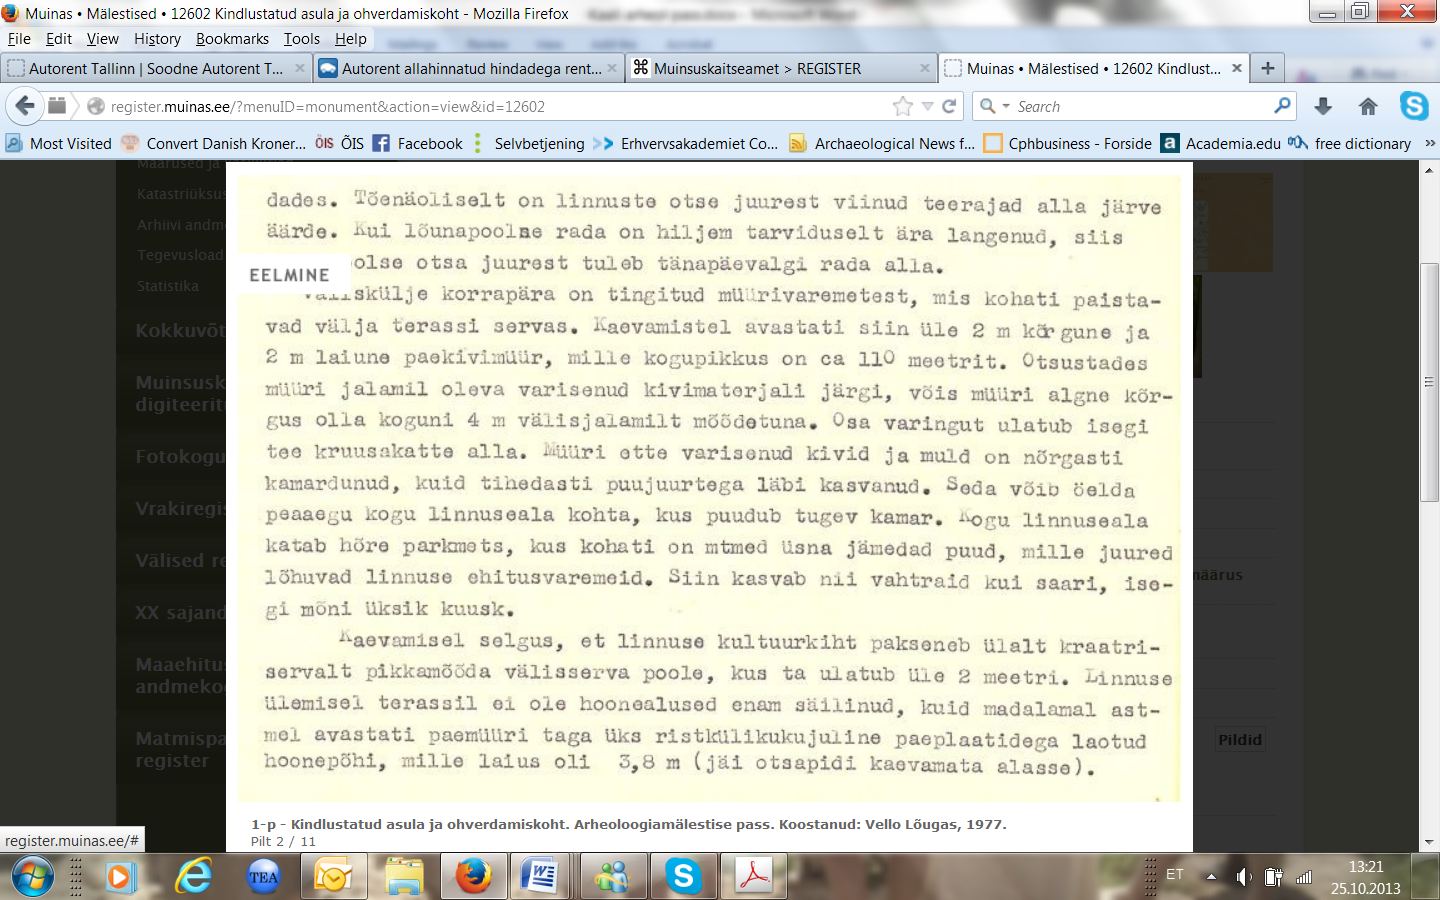 Muinas • Mälestised • 12602 Kindlustatud asula ja ohverdamiskoht - Mozilla Firefox
File Edit View History Bookmarks Tools Help
Autorent Tallinn | Soodne Autorent T...
Autorent allahinnatud hindadega rent...
Muinsuskaitseamet > REGISTER
Muinas • Mälestised • 12602 Kindlust...
register.muinas.ee/?menuID=monument&action=view&id=12602
Search
Most Visited
Convert Danish Kroner...
ÕIS ÕIS
Facebook
Selvbetjening
Erhvervsakademiet Co...
Archaeological News f...
Cphbusiness - Forside
a Academia.edu
free dictionary
Määrused ja
Katastriüksus
Arhiivi andme
Tegevusload
Statistika
Kokkuvõt
Muinsusk
digiteeritu
Fotokogu
Vrakiregis
Välised re
XX sajand
Maaehitus
andmekog
Matmispa
register
dades. Tõenäoliselt on linnuste otse juurest viinud teerajad alla järve
äärde. Kui lõunapoolne rada on hiljem tarviduselt ära langenud, siis
EELMINE
olse otsa juurest tuleb tänapäevalgi rada alla.
Väliskülje korrapära on tingitud müürivaremetest, mis kohati paista-
vad välja terassi servas. Kaevamistel avastati siin üle 2 m kõrgune ja
2 m laiune paekivimüür, mille kogupikkus on ca 110 meetrit. Otsustades
müüri jalamil oleva varisenud kivimaterjali järgi, võis müüri algne kõr-
gus olla koguni 4 m välisjalamilt mõõdetuna. Osa varingut ulatub isegi
tee kruusakatte alla. Müüri ette varisenud kivid ja muld on nõrgasti
kamardunud, kuid tihedasti puujuurtega läbi kasvanud. Seda võib öelda
peaaegu kogu linnuseala kohta, kus puudub tugev kamar. Kogu linnuseala
katab hõre parkmets, kus kohati on mtmed üsna jämedad puud, mille juured
lõhuvad linnuse ehitusvaremeid. Siin kasvab nii vahtraid kui saari, ise-
gi mõni üksik kuusk.
Kaevamisel selgus, et linnuse kultuurkiht pakseneb ülalt kraatri-
servalt pikkamööda välisserva poole, kus ta ulatub üle 2 meetri. Linnuse
ülemisel terassil ei ole hoonealused enam säilinud, kuid madalamal ast-
mel avastati paemüüri taga üks ristkülikukujuline paeplaatidega laotud
hoonepõhi, mille laius oli 3,8 m (jäi otsapidi kaevamata alasse).
määrus
Pildid
1-p - Kindlustatud asula ja ohverdamiskoht. Arheoloogiamälestise pass. Koostanud: Vello Lõugas, 1977.
Pilt 2 / 11
register.muinas.ee/#
TEA
ET
13:21
25.10.2013